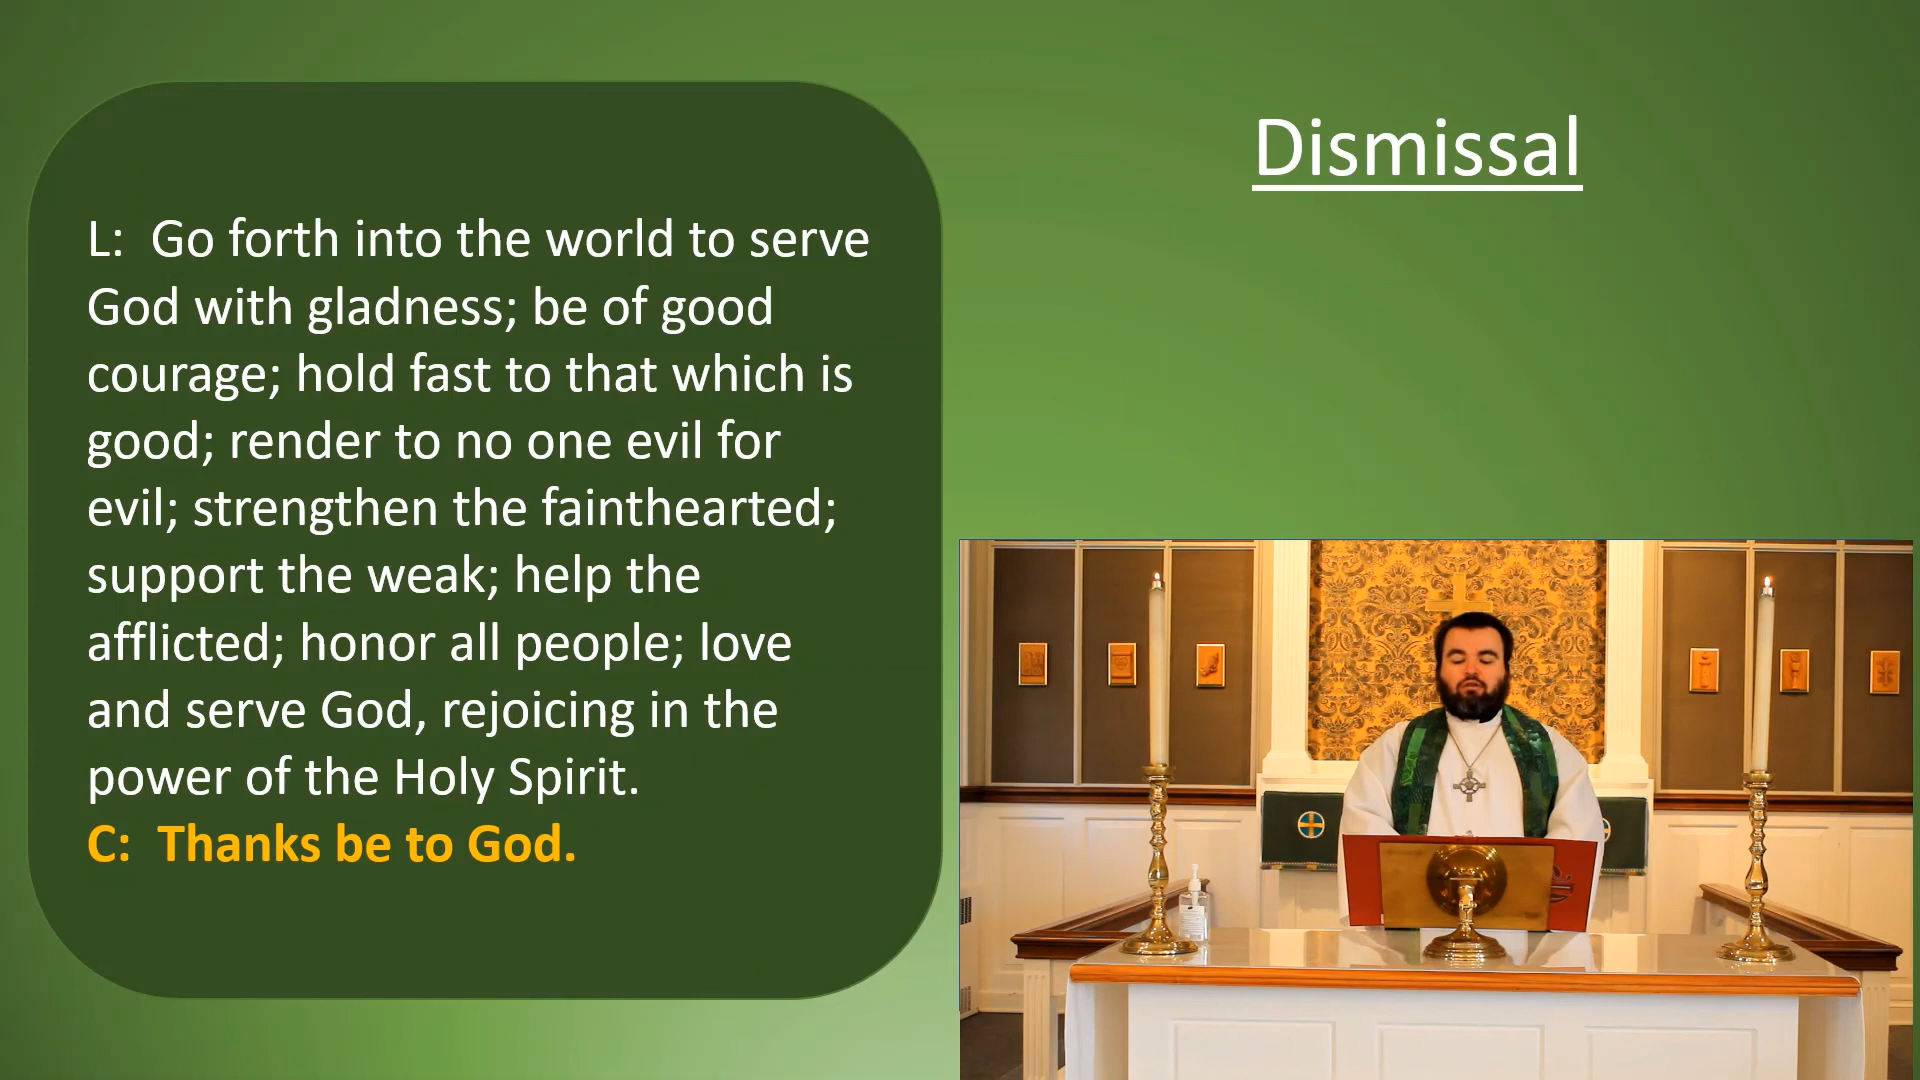 Dismissal
L:  Go forth into the world to serve
God with gladness; be of good
courage; hold fast to that which is
good; render to no one evil for
evil; strengthen the fainthearted;
support the weak; help the
afflicted; honor all people; love
and serve God, rejoicing in the
power of the Holy Spirit.
C:  Thanks be to God.